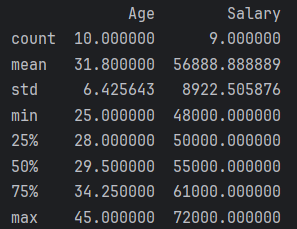 Age Salary
count 10.000000 9.000000
mean 31.800000 56888.888889
std 6.425643 8922.505876
min 25.000000 48000.000000
25% 28.000000 50000.000000
50% 29.500000 55000.000000
75% 34.250000 61000.000000
max 45.000000 72000.000000